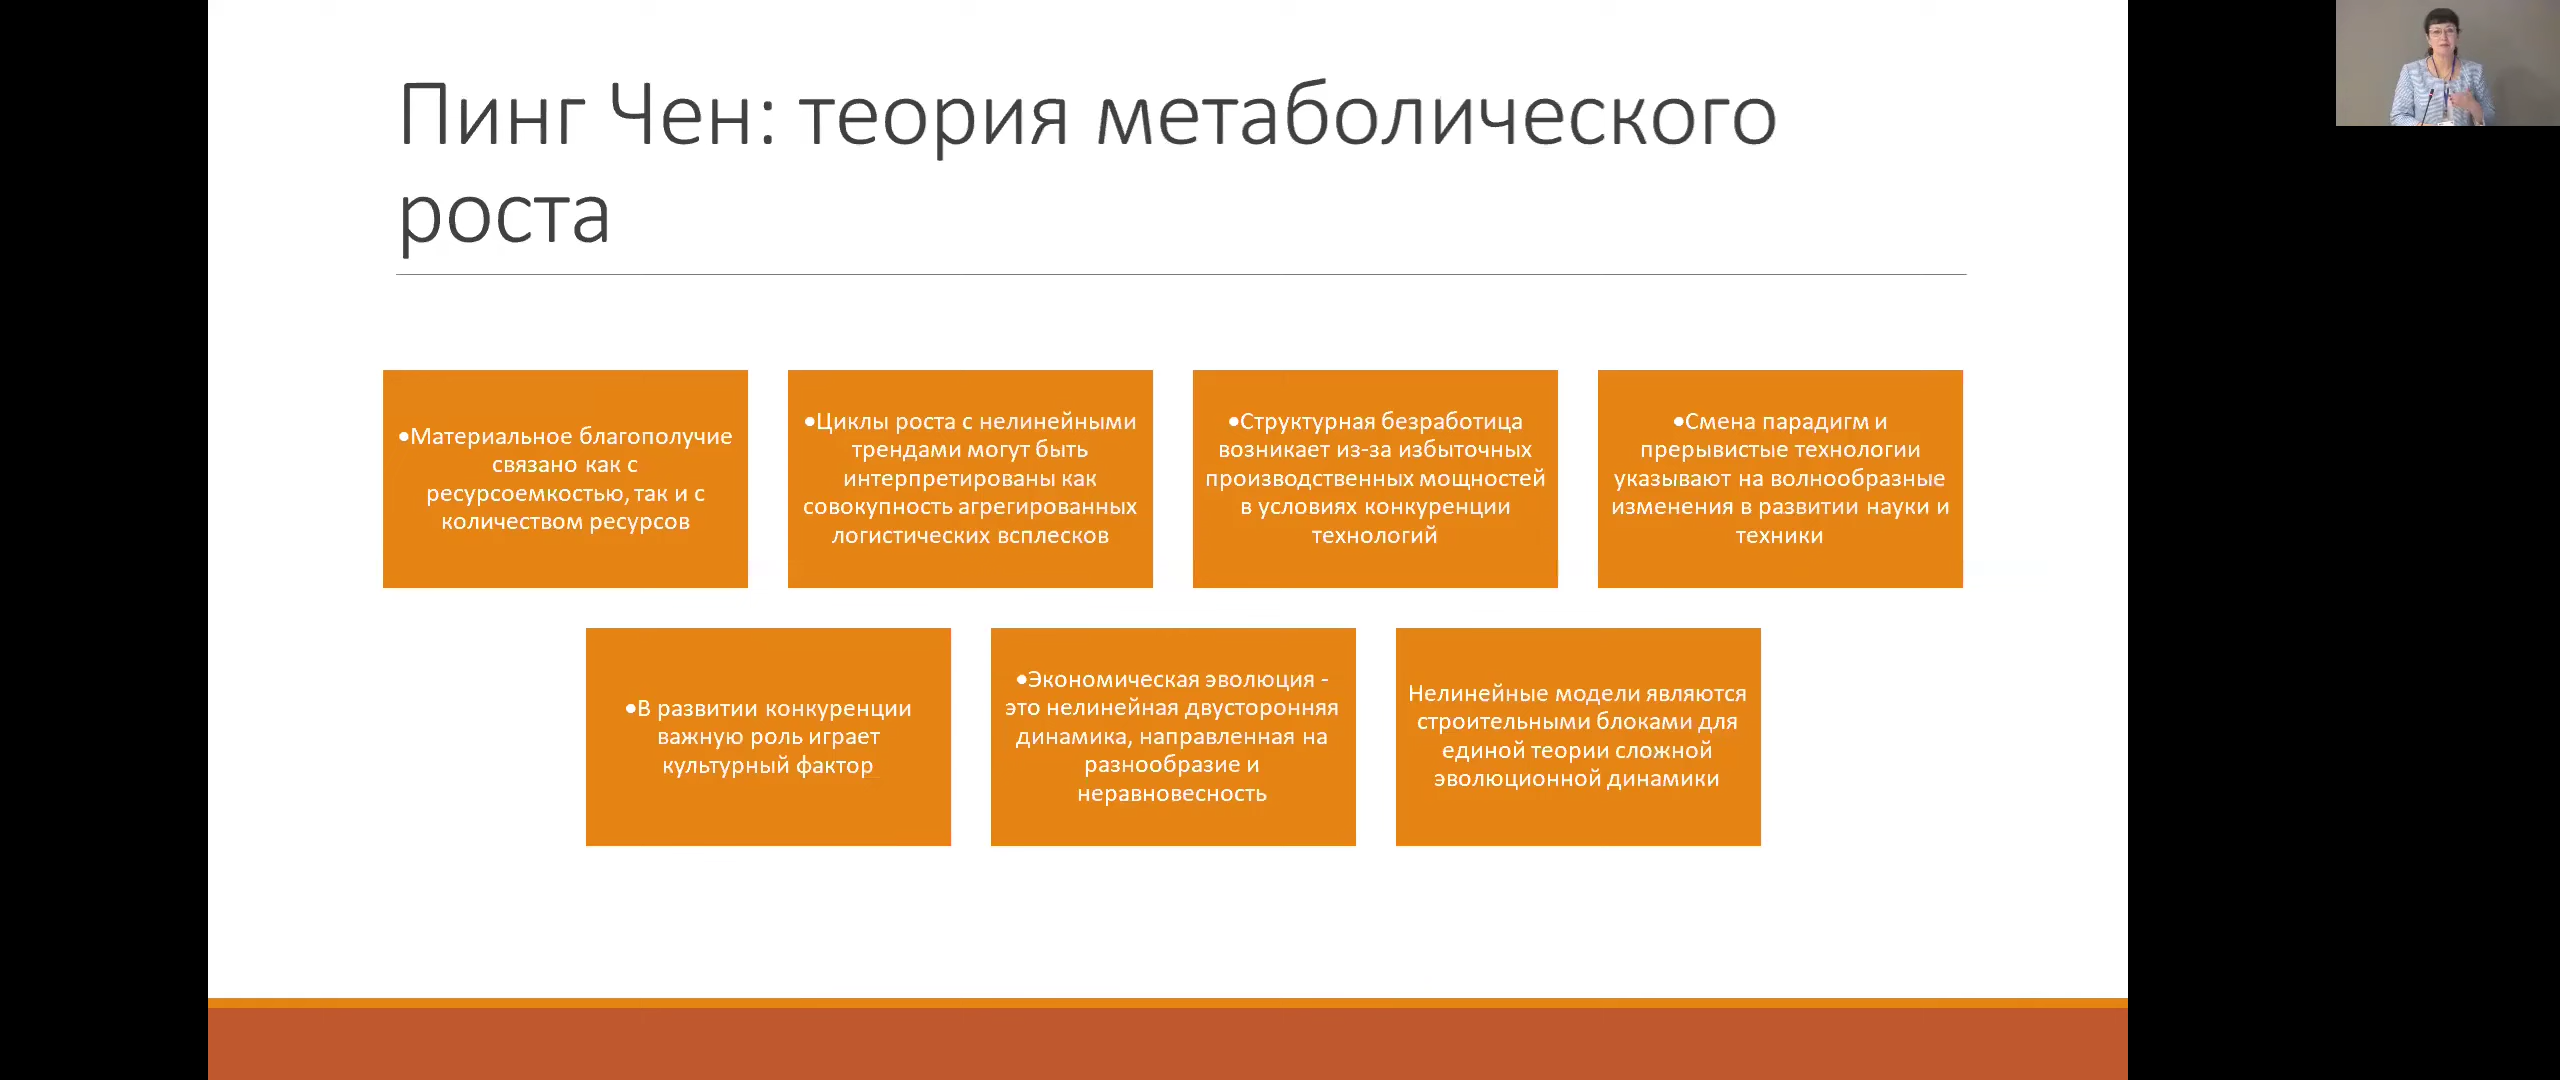 Пинг Чен: теория метаболического
роста
•Материальное благополучие
связано как с
ресурсоемкостью, так и с
количеством ресурсов
•Циклы роста с нелинейными
трендами могут быть
интерпретированы как
совокупность агрегированных
логистических всплесков
•Структурная безработица
возникает из-за избыточных
производственных мощностей
в условиях конкуренции
технологий
•Смена парадигм и
прерывистые технологии
указывают на волнообразные
изменения в развитии науки и
техники
•В развитии конкуренции
важную роль играет
культурный фактор
•Экономическая эволюция -
это нелинейная двусторонняя
динамика, направленная на
разнообразие и
неравновесность
Нелинейные модели являются
строительными блоками для
единой теории сложной
эволюционной динамики